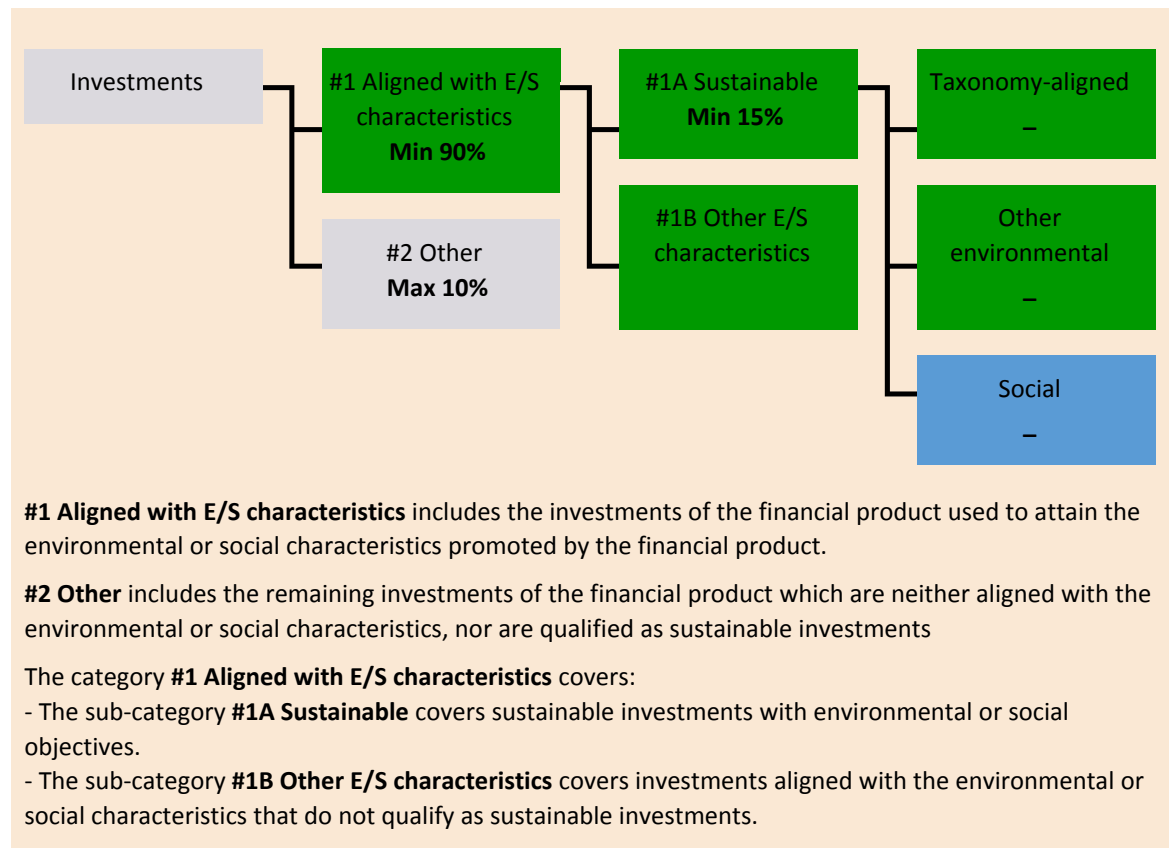 Investments
#1 Aligned with E/S
characteristics
Min 90%
#2 Other
Max 10%
#1A Sustainable
Min 15%
#1B Other E/S
characteristics
Taxonomy-aligned
–
Other
environmental
–
Social
–
#1 Aligned with E/S characteristics includes the investments of the financial product used to attain the
environmental or social characteristics promoted by the financial product.
#2 Other includes the remaining investments of the financial product which are neither aligned with the
environmental or social characteristics, nor are qualified as sustainable investments
The category #1 Aligned with E/S characteristics covers:
- The sub-category #1A Sustainable covers sustainable investments with environmental or social
objectives.
- The sub-category #1B Other E/S characteristics covers investments aligned with the environmental or
social characteristics that do not qualify as sustainable investments.